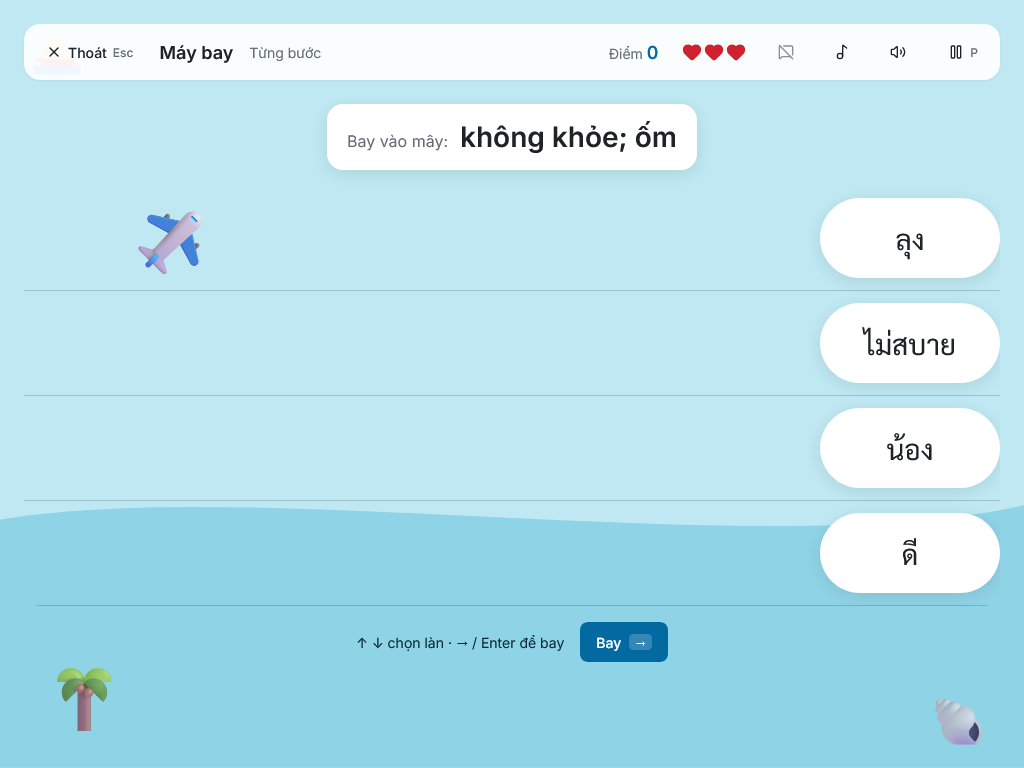 Thoát Esc Máy bay Từng bước Điểm 0 P
Bay vào mây: không khỏe; ốm
ลุง
ไม่สบาย
น้อง
ดี
↑ ↓ chọn làn · → / Enter để bay Bay →